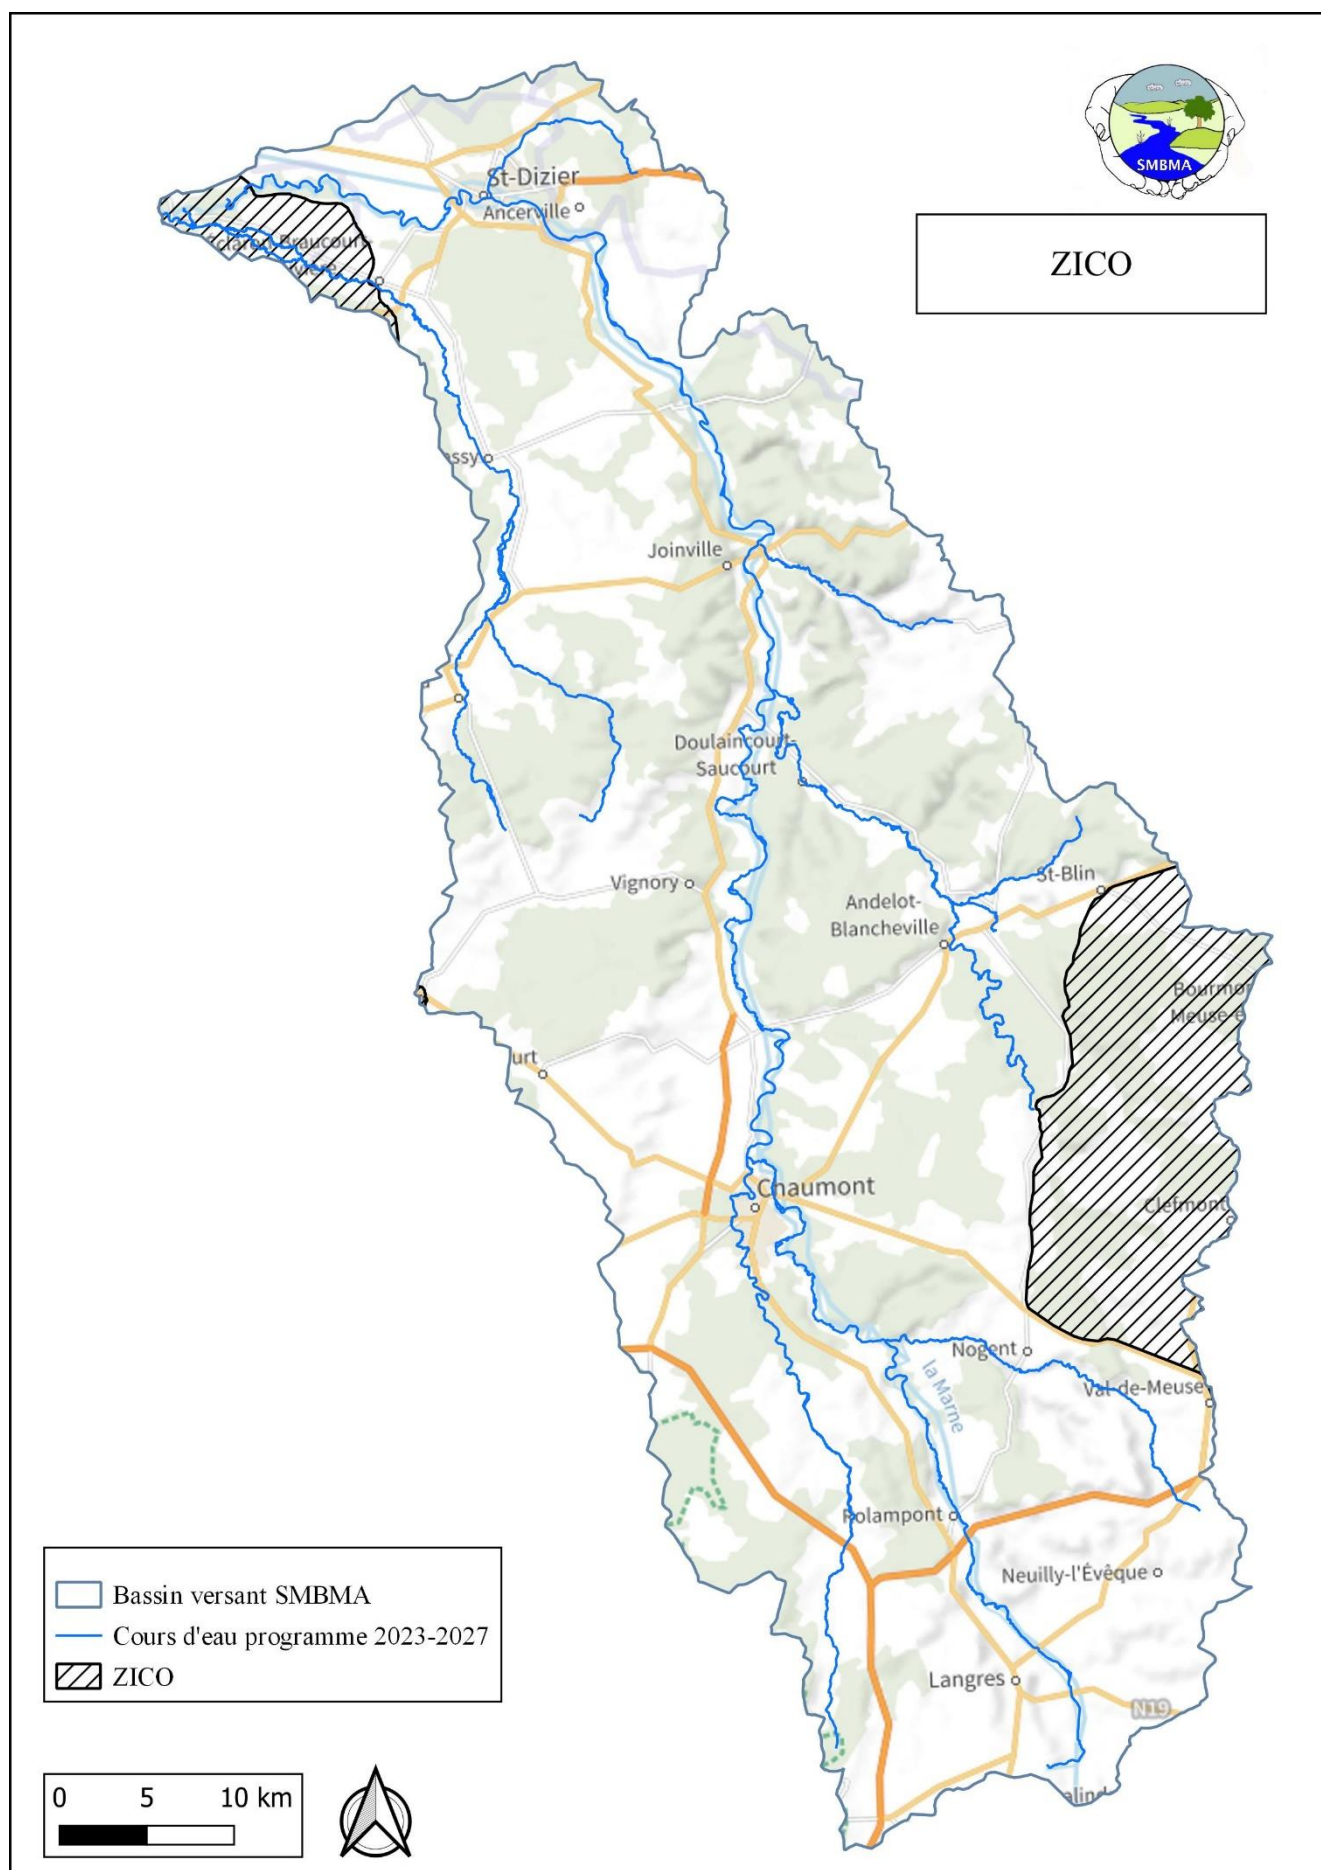 SMBMA
ZICO
St-Dizier
Ancerville
Braucourt-
Joinville
Doulaincourt-
Saucourt
Vignory
St-Blin
Andelot-
Blancheville
Chaumont
Clefmont
Nogent
la Marne
Val-de-Meuse
Rolampont
Neuilly-l'Évêque
Langres
N19
Bassin versant SMBMA
Cours d'eau programme 2023-2027
ZICO
0 5 10 km